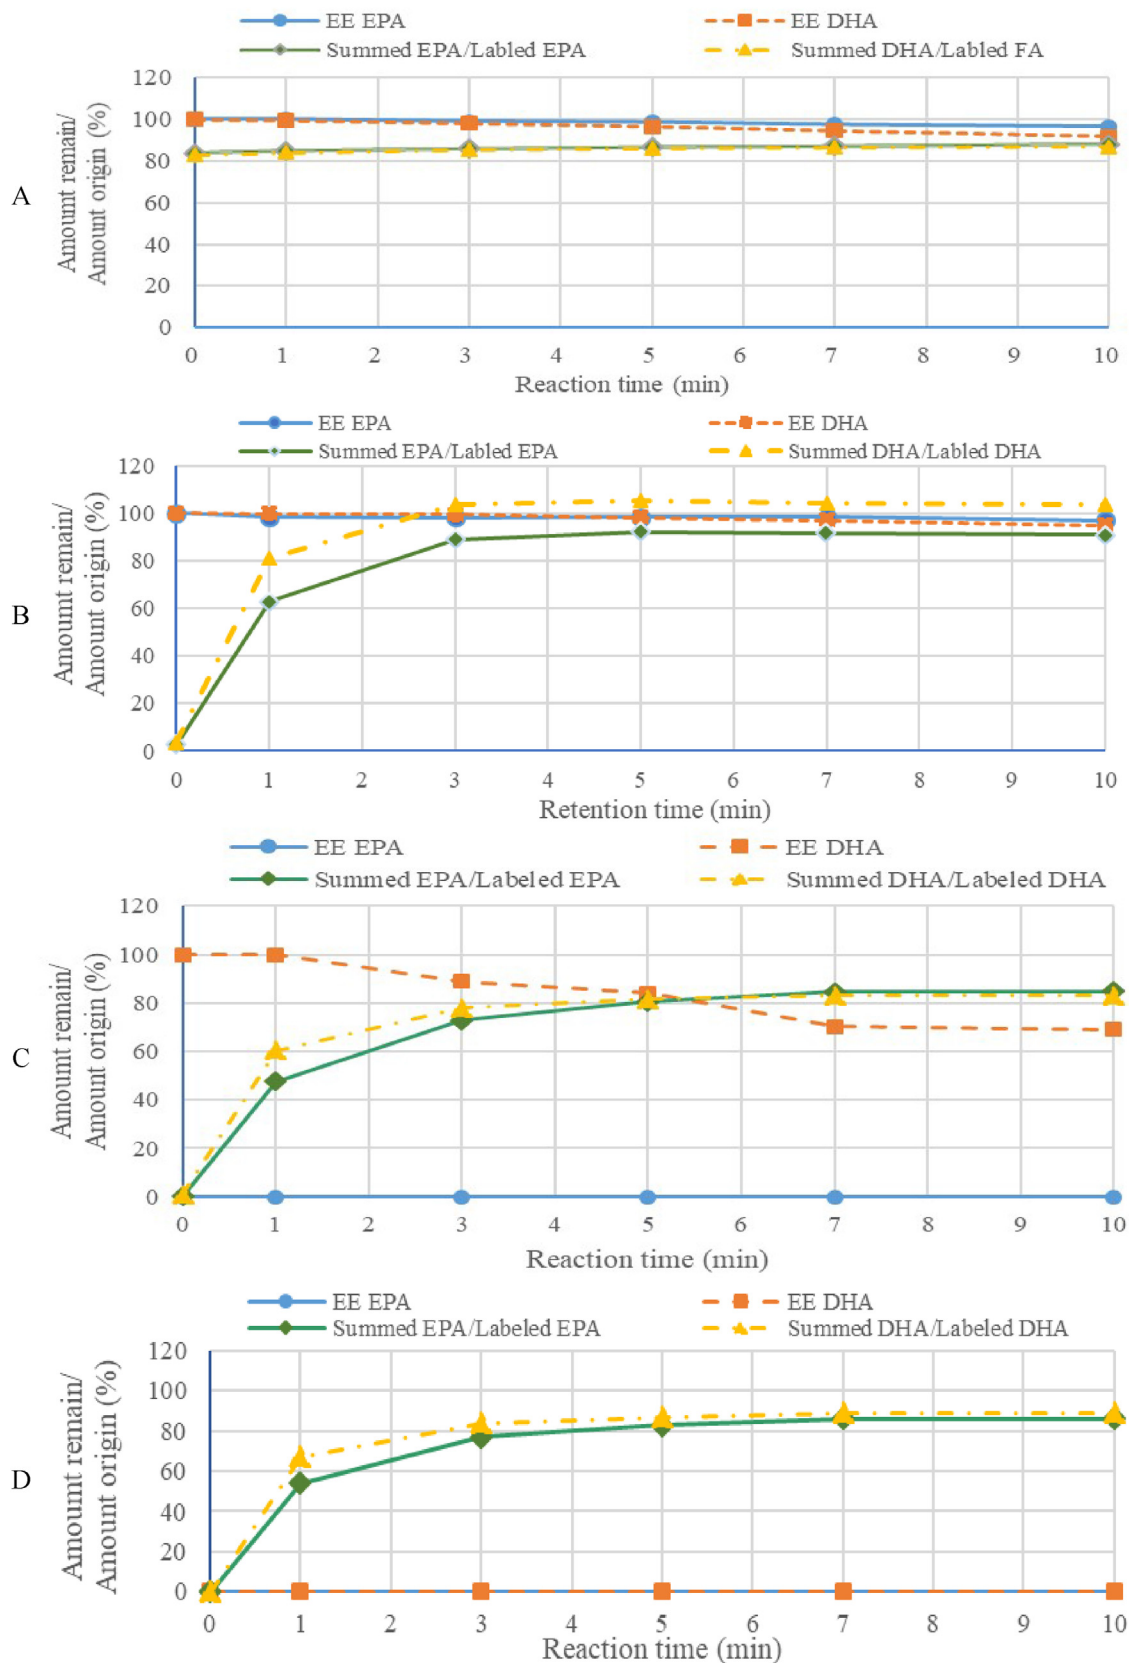 EE EPA
EE DHA
Summed EPA/Labled EPA
Summed DHA/Labled FA
A
Amount remain/
Amount origin (%)
120
100
80
60
40
20
0
0 1 2 3 4 5 6 7 8 9 10
Reaction time (min)
EE EPA
EE DHA
Summed EPA/Labled EPA
Summed DHA/Labled DHA
B
Amount remain/
Amount origin (%)
120
100
80
60
40
20
0
0 1 2 3 4 5 6 7 8 9 10
Retention time (min)
EE EPA
EE DHA
Summed EPA/Labeled EPA
Summed DHA/Labeled DHA
C
Amoumt remain/
Amount origin (%)
120
100
80
60
40
20
0
0 1 2 3 4 5 6 7 8 9 10
Reaction time (min)
EE EPA
EE DHA
Summed EPA/Labeled EPA
Summed DHA/Labeled DHA
D
Amoumt remain/
Amount origin (%)
120
100
80
60
40
20
0
0 1 2 3 4 5 6 7 8 9 10
Reaction time (min)